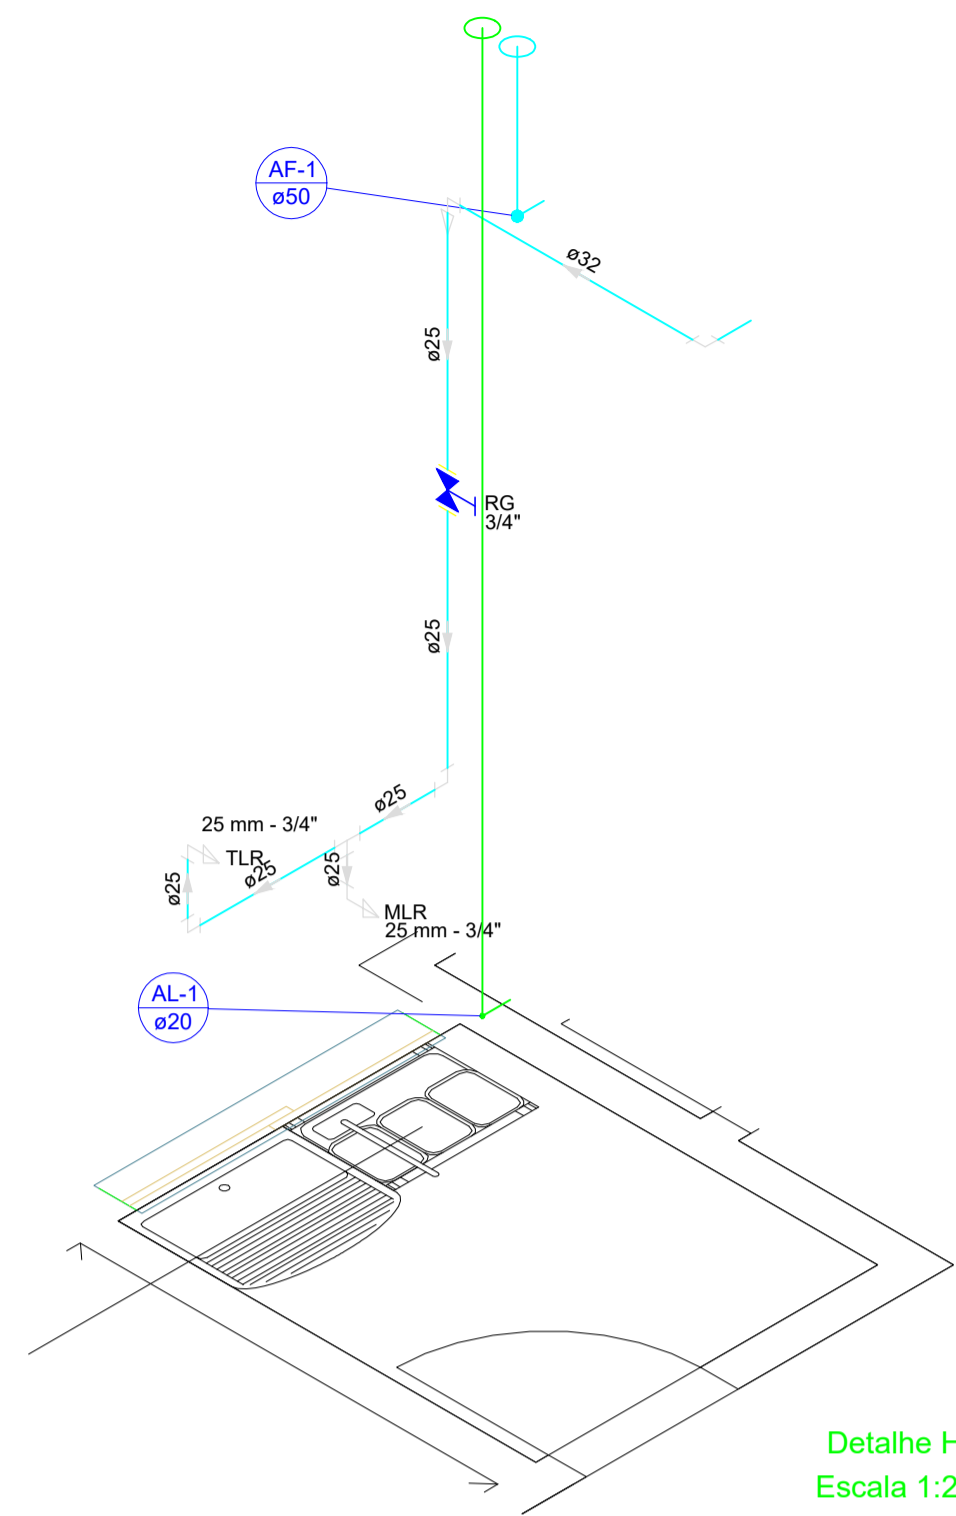 AF-1
ø50
ø32
ø25
RG
3/4"
ø25
ø25
25 mm - 3/4"
TLR
ø25
ø25
ø25
MLR
25 mm - 3/4"
AL-1
ø20
Detalhe H
Escala 1:2